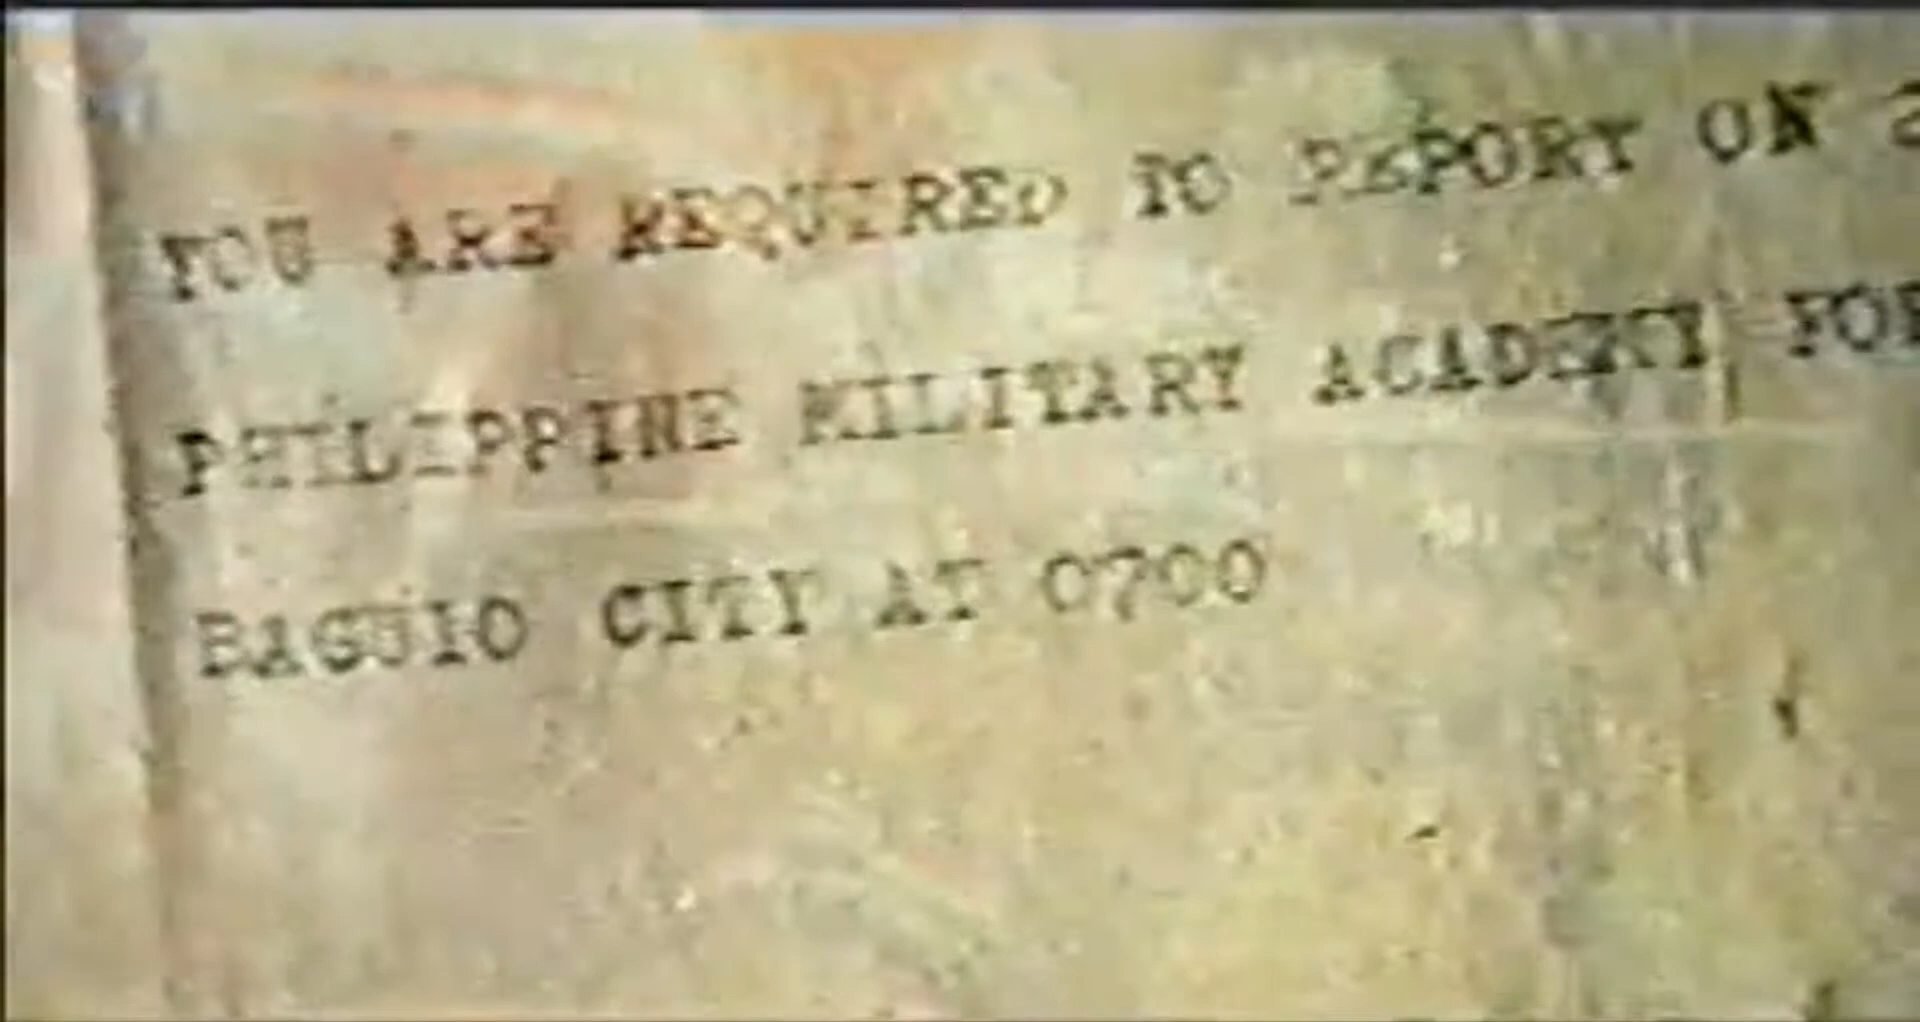 YOU ARE REQUIRED TO REPORT ON
PHILIPPINE MILITARY ACADEMY
BAGUIO CITY AT 0700